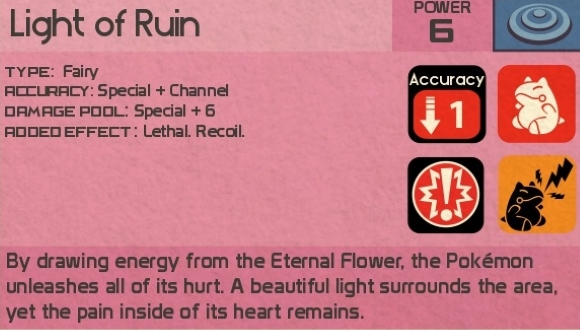 Light of Ruin
POWER
6
TYPE: Fairy
ACCURACY: Special + Channel
DAMAGE POOL: Special + 6
ADDED EFFECT: Lethal. Recoil.
Accuracy
1
By drawing energy from the Eternal Flower, the Pokémon
unleashes all of its hurt. A beautiful light surrounds the area,
yet the pain inside of its heart remains.